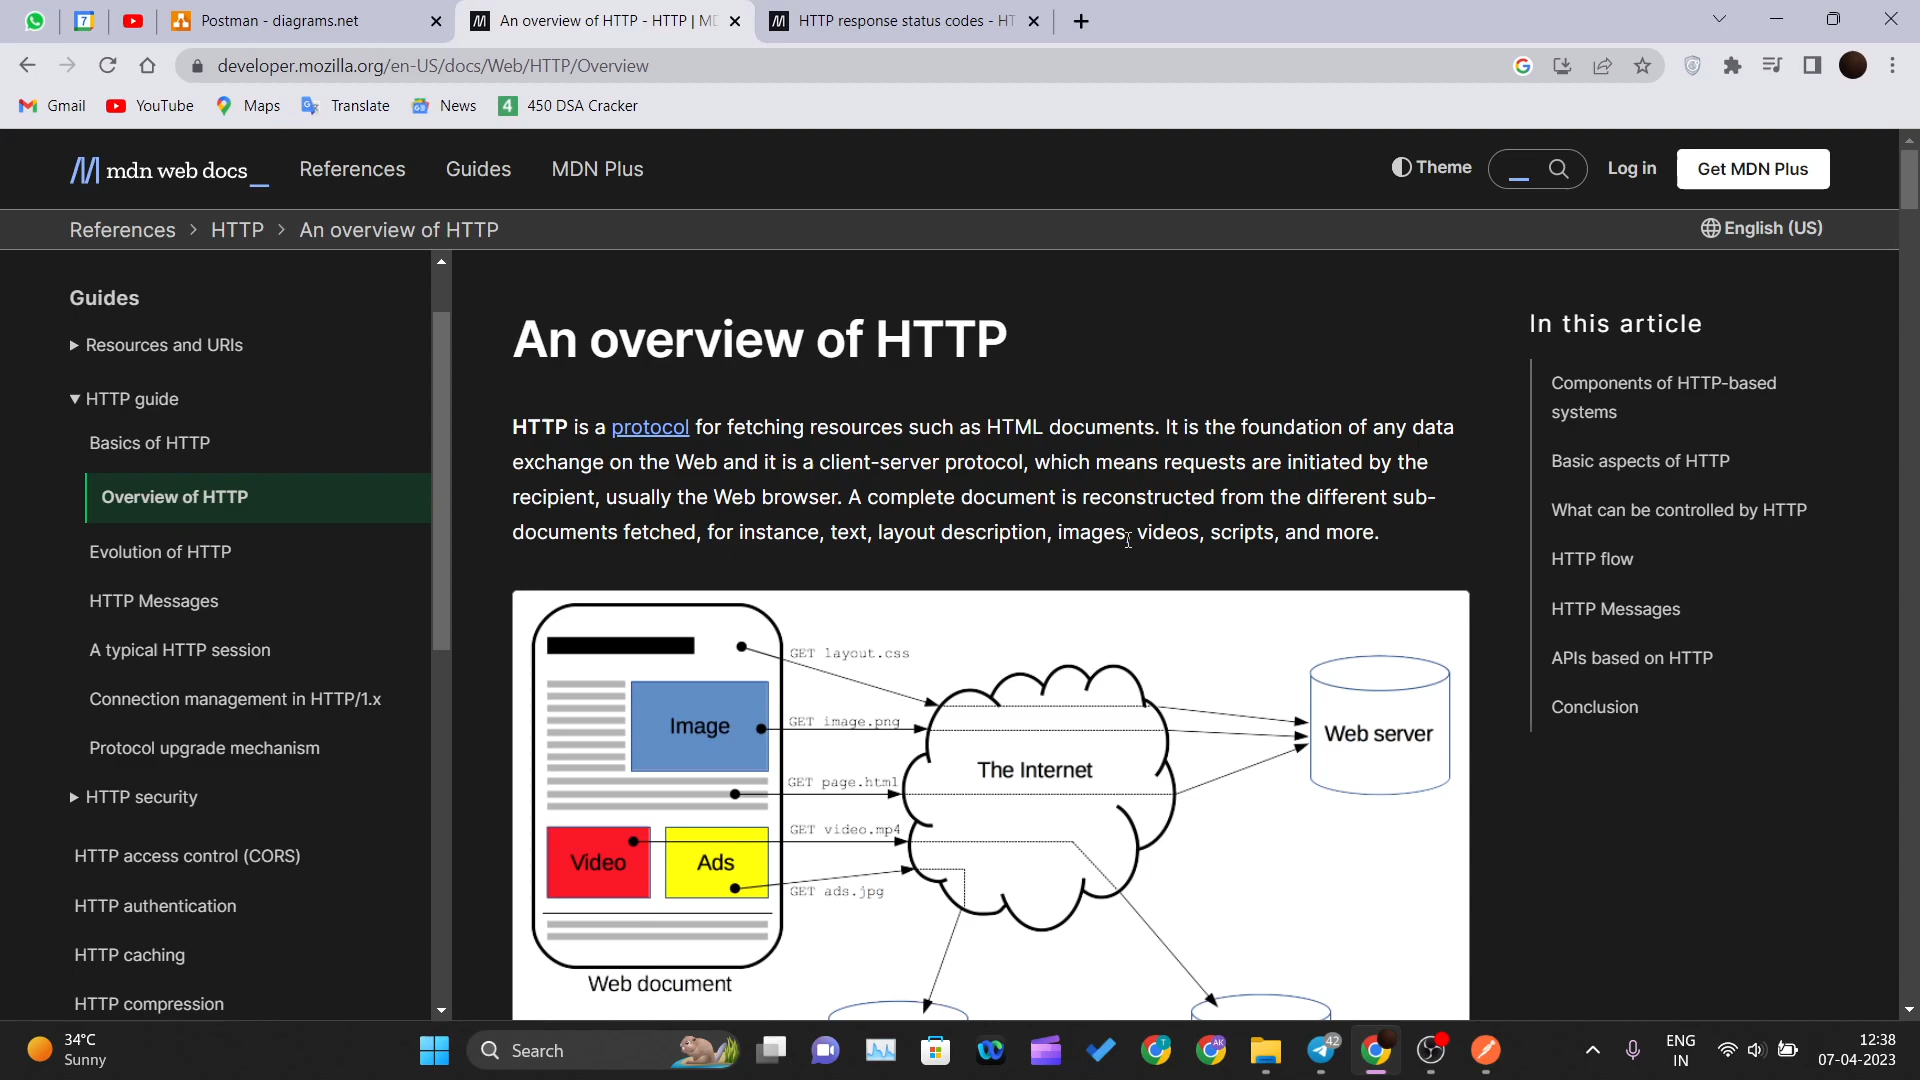 Postman - diagrams.net
An overview of HTTP - HTTP | MD
HTTP response status codes - HT
developer.mozilla.org/en-US/docs/Web/HTTP/Overview
Gmail
YouTube
Maps
Translate
News
4
450 DSA Cracker
mdn web docs_
References
Guides
MDN Plus
Theme
Log in
Get MDN Plus
References > HTTP > An overview of HTTP
English (US)
Guides
Resources and URIs
HTTP guide
Basics of HTTP
Overview of HTTP
Evolution of HTTP
HTTP Messages
A typical HTTP session
Connection management in HTTP/1.x
Protocol upgrade mechanism
HTTP security
HTTP access control (CORS)
HTTP authentication
HTTP caching
HTTP compression
An overview of HTTP
HTTP is a protocol for fetching resources such as HTML documents. It is the foundation of any data
exchange on the Web and it is a client-server protocol, which means requests are initiated by the
recipient, usually the Web browser. A complete document is reconstructed from the different sub-
documents fetched, for instance, text, layout description, images, videos, scripts, and more.
GET layout.css
Image
GET image.png
Web server
The Internet
GET page.html
GET video.mp4
Video
Ads
GET ads.jpg
Web document
In this article
Components of HTTP-based
systems
Basic aspects of HTTP
What can be controlled by HTTP
HTTP flow
HTTP Messages
APIs based on HTTP
Conclusion
34°C
Sunny
Search
AK
42
ENG
IN
12:38
07-04-2023